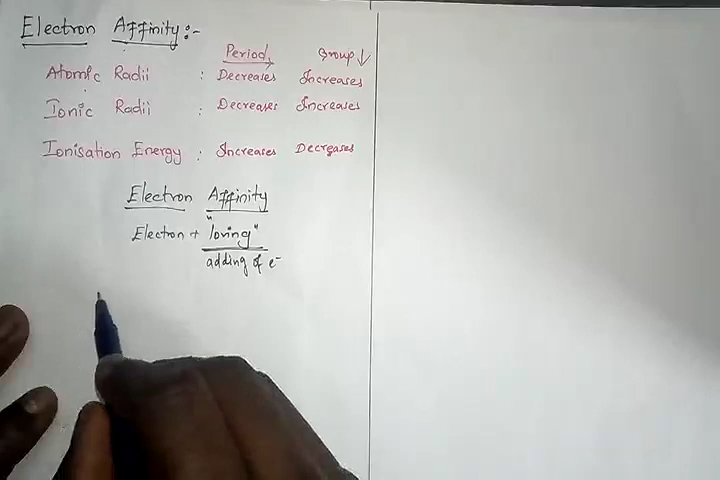 Electron Affinity:-
Period, Group ↓
Atomic Radii : Decreases Increases
Ionic Radii : Decreases Increases
Ionisation Energy : Increases Decreases
Electron Affinity
Electron + "loving"
adding of e⁻